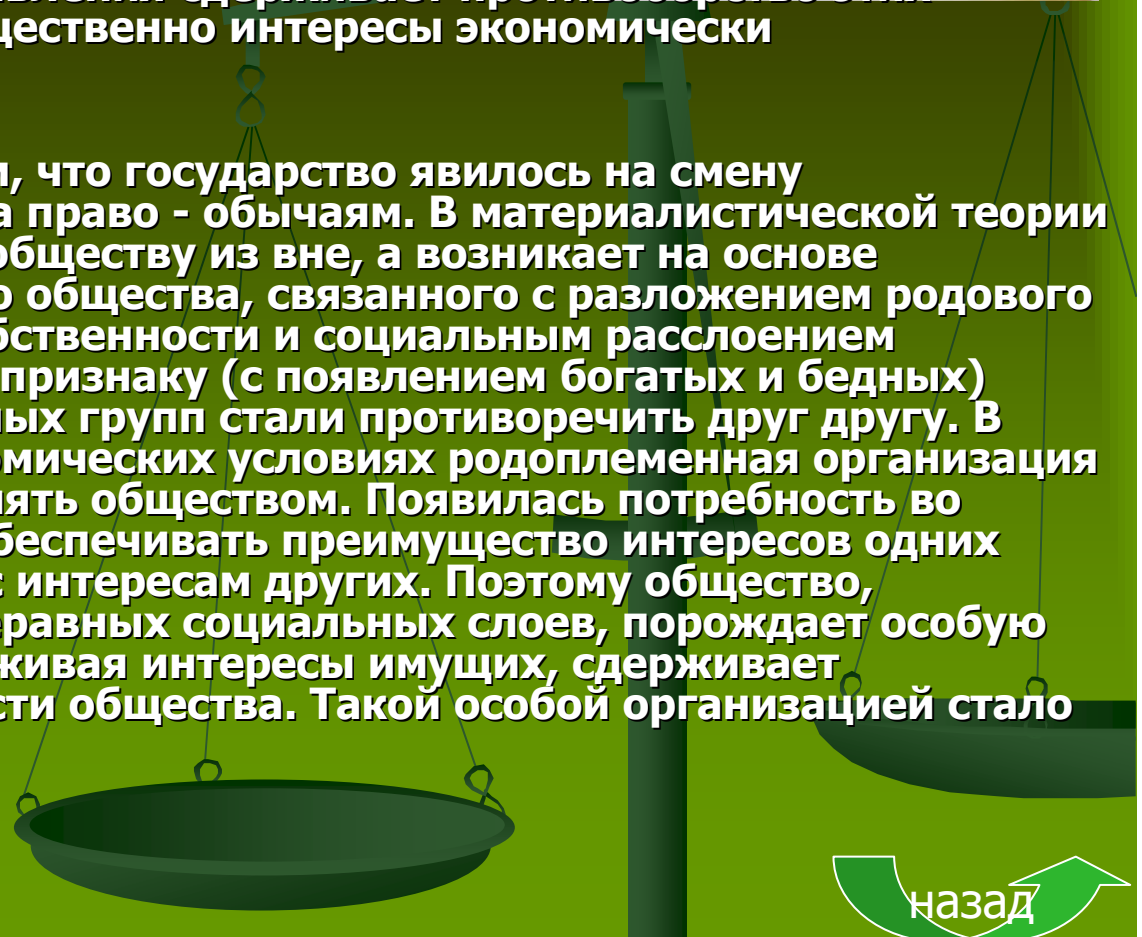 щественно интересы экономически
м, что государство явилось на смену
а право - обычаям. В материалистической теории
обществу из вне, а возникает на основе
о общества, связанного с разложением родового
бственности и социальным расслоением
признаку (с появлением богатых и бедных)
ых групп стали противоречить друг другу. В
омических условиях родоплеменная организация
лять обществом. Появилась потребность во
беспечивать преимущество интересов одних
с интересам других. Поэтому общество,
еравных социальных слоев, порождает особую
живая интересы имущих, сдерживает
сти общества. Такой особой организацией стало
назад